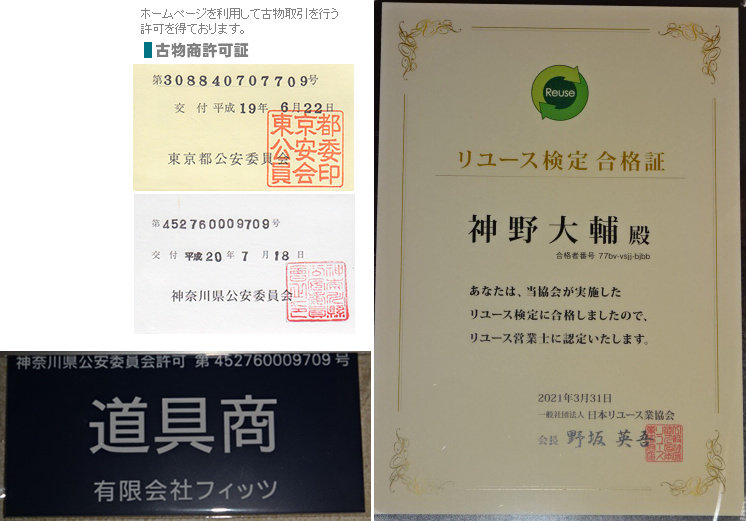 ホームページを利用して古物取引を行う
許可を得ております。
古物商許可証
第308840707709号
交 付 平成19年 6月22日
東京都公安委員会
東京都
公安委
員会印
第452760009709号
交 付 平成20年 7月18日
神奈川県公安委員会
神奈川県公安委員会許可 第452760009709号
道具商
有限会社フィッツ
Reuse
リユース検定 合格証
神野大輔 殿
合格者番号 77bv-vsjj-bjbb
あなたは、当協会が実施した
リユース検定に合格しましたので、
リユース営業士に認定いたします。
2021年3月31日
一般社団法人 日本リユース業協会
会長 野坂 英吾